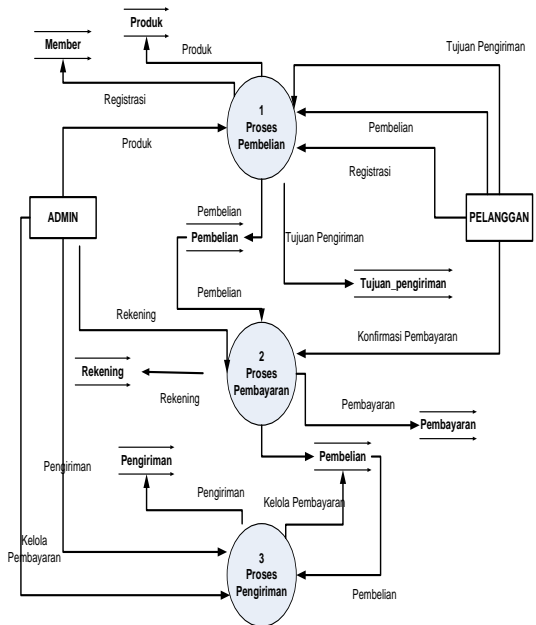 Produk
Member
Produk
Tujuan Pengiriman
Registrasi
1
Proses
Pembelian
Produk
Pembelian
Registrasi
ADMIN
PELANGGAN
Pembelian
Pembelian
Tujuan Pengiriman
Tujuan_pengiriman
Pembelian
Rekening
Konfirmasi Pembayaran
2
Proses
Pembayaran
Rekening
Rekening
Pembayaran
Pembayaran
Pengiriman
Pengiriman
Pembelian
Pengiriman
Kelola Pembayaran
Kelola
Pembayaran
3
Proses
Pengiriman
Pembelian